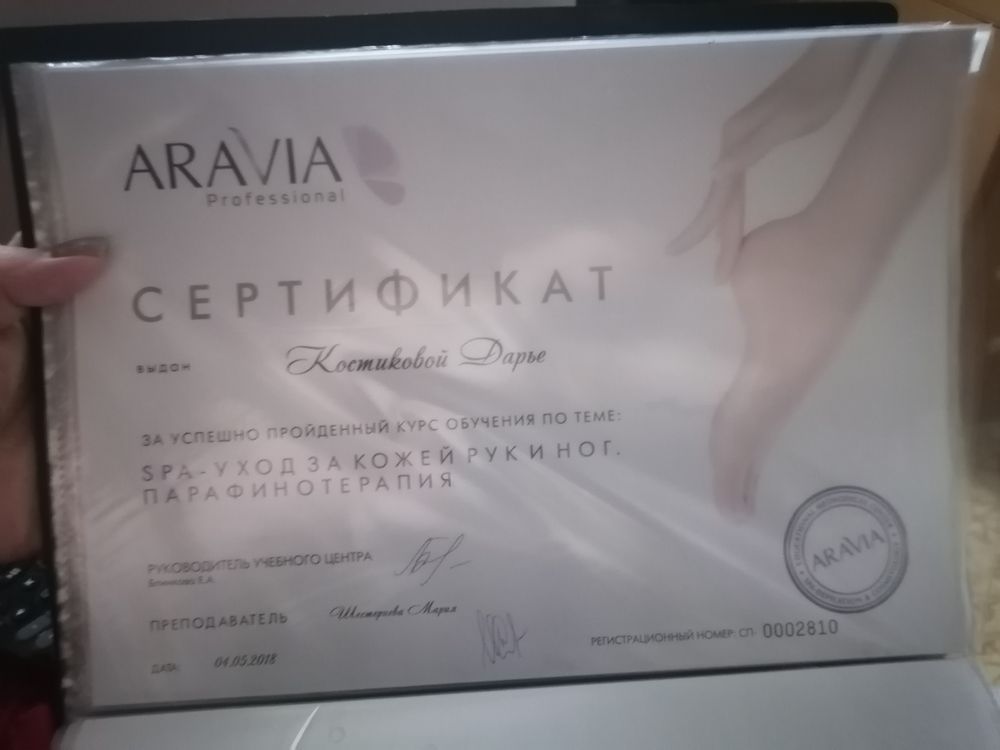 ARAVIA
Professional
СЕРТИФИКАТ
выдан Костиковой Дарье
ЗА УСПЕШНО ПРОЙДЕННЫЙ КУРС ОБУЧЕНИЯ ПО ТЕМЕ:
SPA-УХОД ЗА КОЖЕЙ РУК И НОГ.
ПАРАФИНОТЕРАПИЯ
РУКОВОДИТЕЛЬ УЧЕБНОГО ЦЕНТРА
Е.А.
ПРЕПОДАВАТЕЛЬ Мария
ДАТА: 04.05.2018
РЕГИСТРАЦИОННЫЙ НОМЕР: СП- 0002810
ARAVIA